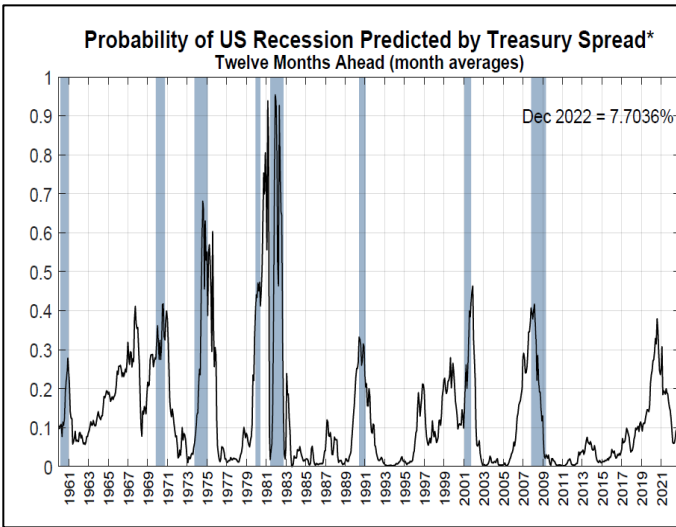 Probability of US Recession Predicted by Treasury Spread*
Twelve Months Ahead (month averages)
Dec 2022 = 7.7036%
1
0.9
0.8
0.7
0.6
0.5
0.4
0.3
0.2
0.1
0
1961 1963 1965 1967 1969 1971 1973 1975 1977 1979 1981 1983 1985 1987 1989 1991 1993 1995 1997 1999 2001 2003 2005 2007 2009 2011 2013 2015 2017 2019 2021